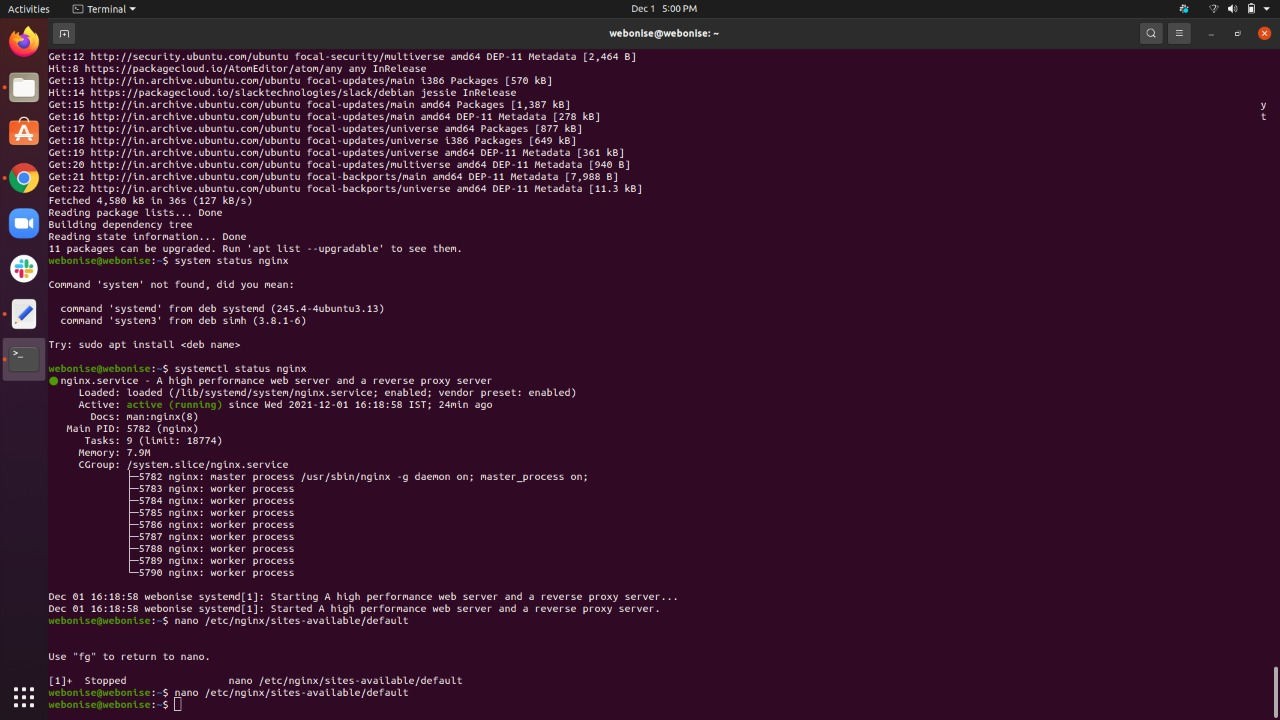 Activities
Terminal
Dec 1 5:00 PM
webonise@webonise: ~
Get:12 http://security.ubuntu.com/ubuntu focal-security/multiverse amd64 DEP-11 Metadata [2,464 B]
Hit:8 https://packagecloud.io/AtomEditor/atom/any any InRelease
Get:13 http://in.archive.ubuntu.com/ubuntu focal-updates/main i386 Packages [570 kB]
Hit:14 https://packagecloud.io/slacktechnologies/slack/debian jessie InRelease
Get:15 http://in.archive.ubuntu.com/ubuntu focal-updates/main amd64 Packages [1,387 kB]
y
Get:16 http://in.archive.ubuntu.com/ubuntu focal-updates/main amd64 DEP-11 Metadata [278 kB]
t
Get:17 http://in.archive.ubuntu.com/ubuntu focal-updates/universe amd64 Packages [877 kB]
Get:18 http://in.archive.ubuntu.com/ubuntu focal-updates/universe i386 Packages [649 kB]
Get:19 http://in.archive.ubuntu.com/ubuntu focal-updates/universe amd64 DEP-11 Metadata [361 kB]
Get:20 http://in.archive.ubuntu.com/ubuntu focal-updates/multiverse amd64 DEP-11 Metadata [940 B]
Get:21 http://in.archive.ubuntu.com/ubuntu focal-backports/main amd64 DEP-11 Metadata [7,988 B]
Get:22 http://in.archive.ubuntu.com/ubuntu focal-backports/universe amd64 DEP-11 Metadata [11.3 kB]
Fetched 4,580 kB in 36s (127 kB/s)
Reading package lists... Done
Building dependency tree
Reading state information... Done
11 packages can be upgraded. Run 'apt list --upgradable' to see them.
webonise@webonise:~$ system status nginx
Command 'system' not found, did you mean:
command 'systemd' from deb systemd (245.4-4ubuntu3.13)
command 'system3' from deb simh (3.8.1-6)
Try: sudo apt install <deb name>
webonise@webonise:~$ systemctl status nginx
● nginx.service - A high performance web server and a reverse proxy server
Loaded: loaded (/lib/systemd/system/nginx.service; enabled; vendor preset: enabled)
Active: active (running) since Wed 2021-12-01 16:18:58 IST; 24min ago
Docs: man:nginx(8)
Main PID: 5782 (nginx)
Tasks: 9 (limit: 18774)
Memory: 7.9M
CGroup: /system.slice/nginx.service
├─5782 nginx: master process /usr/sbin/nginx -g daemon on; master_process on;
├─5783 nginx: worker process
├─5784 nginx: worker process
├─5785 nginx: worker process
├─5786 nginx: worker process
├─5787 nginx: worker process
├─5788 nginx: worker process
├─5789 nginx: worker process
└─5790 nginx: worker process
Dec 01 16:18:58 webonise systemd[1]: Starting A high performance web server and a reverse proxy server...
Dec 01 16:18:58 webonise systemd[1]: Started A high performance web server and a reverse proxy server.
webonise@webonise:~$ nano /etc/nginx/sites-available/default
Use "fg" to return to nano.
[1]+  Stopped                 nano /etc/nginx/sites-available/default
webonise@webonise:~$ nano /etc/nginx/sites-available/default
webonise@webonise:~$